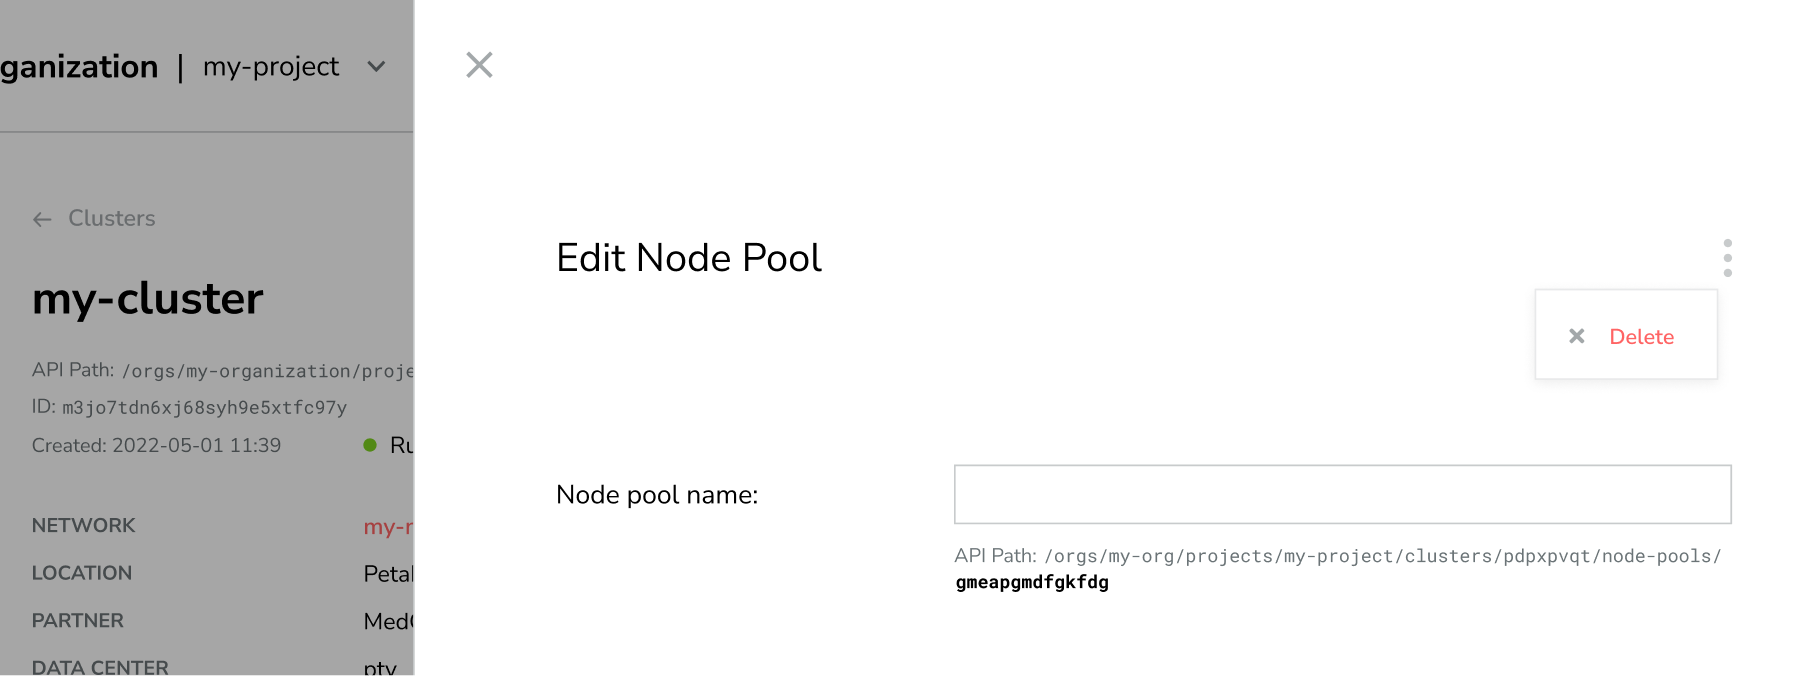 ganization | my-project
Clusters
my-cluster
API Path: /orgs/my-organization/proje
ID: m3jo7tdn6xj68syh9e5xtfc97y
Created: 2022-05-01 11:39
Ru
NETWORK
my-r
LOCATION
Petal
PARTNER
Med
DATA CENTER
pty
Edit Node Pool
Delete
Node pool name:
API Path: /orgs/my-org/projects/my-project/clusters/pdpxpvqt/node-pools/
gmeapgmdfgkfdg